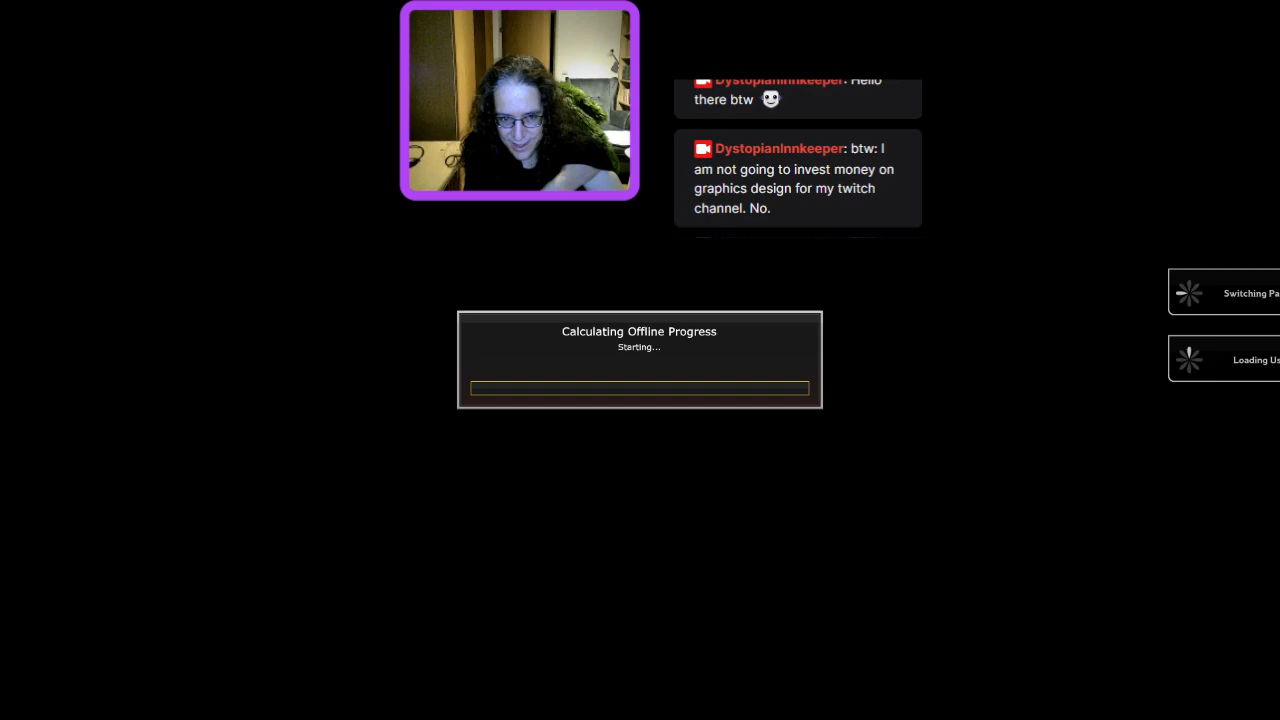 DystopianInnkeeper: Hello
there btw
DystopianInnkeeper: btw: I
am not going to invest money on
graphics design for my twitch
channel. No.
Switching Pa
Calculating Offline Progress
Starting...
Loading Us